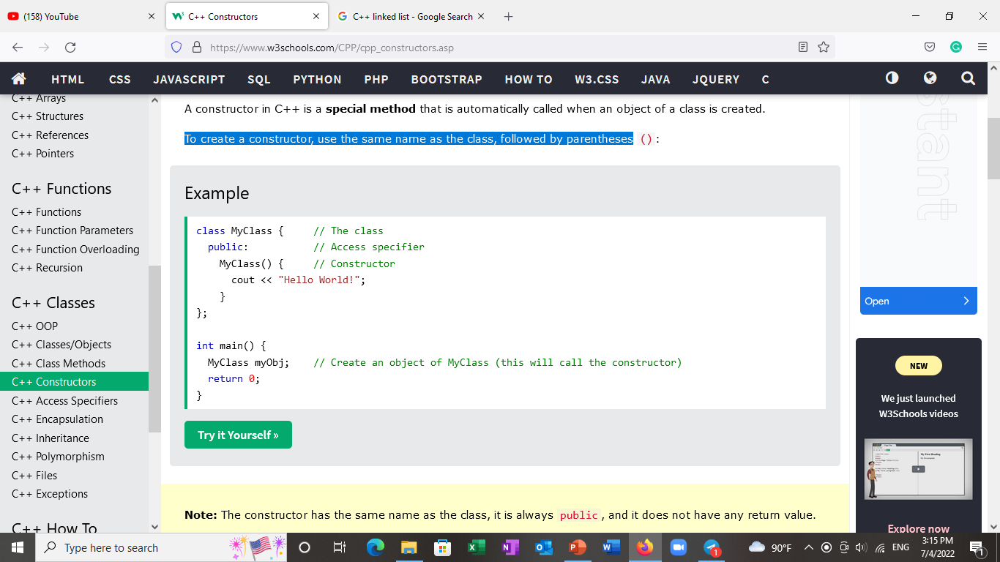 (158) YouTube
C++ Constructors
C++ linked list - Google Search
https://www.w3schools.com/CPP/cpp_constructors.asp
HTML CSS JAVASCRIPT SQL PYTHON PHP BOOTSTRAP HOW TO W3.CSS JAVA JQUERY C
C++ Arrays
C++ Structures
C++ References
C++ Pointers
C++ Functions
C++ Functions
C++ Function Parameters
C++ Function Overloading
C++ Recursion
C++ Classes
C++ OOP
C++ Classes/Objects
C++ Class Methods
C++ Constructors
C++ Access Specifiers
C++ Encapsulation
C++ Inheritance
C++ Polymorphism
C++ Files
C++ Exceptions
C++ How To
A constructor in C++ is a special method that is automatically called when an object of a class is created.
To create a constructor, use the same name as the class, followed by parentheses ():
Example
class MyClass {     // The class
  public:           // Access specifier
    MyClass() {     // Constructor
      cout << "Hello World!";
    }
};
int main() {
  MyClass myObj;    // Create an object of MyClass (this will call the constructor)
  return 0;
}
Try it Yourself »
Note: The constructor has the same name as the class, it is always public, and it does not have any return value.
stant
Open
NEW
We just launched
W3Schools videos
Explore now
Type here to search
90°F
ENG
3:15 PM
7/4/2022
1
1